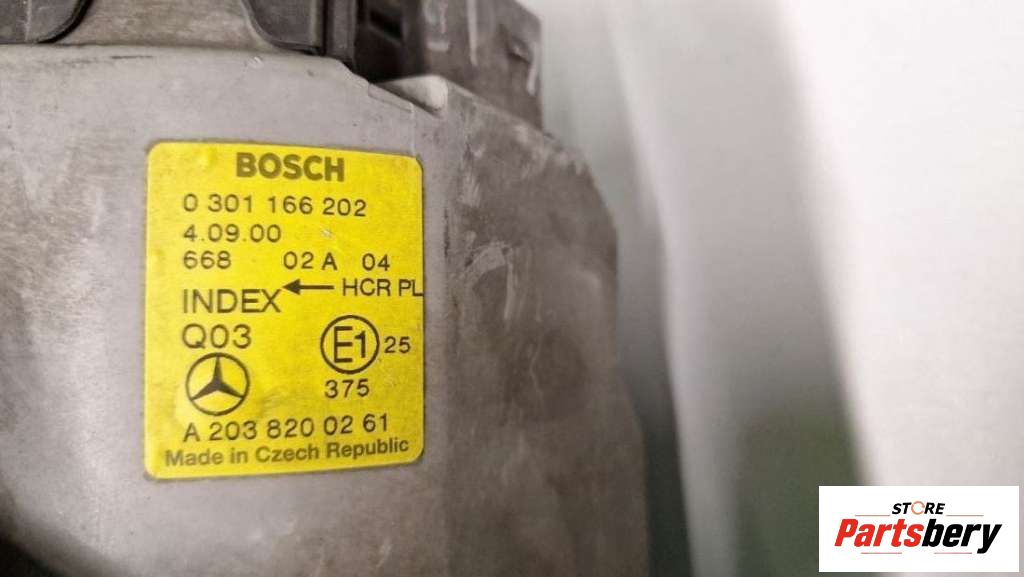 BOSCH
0 301 166 202
4.09.00
668 02 A 04
INDEX ← HCR PL
Q03
E1 25
375
A 203 820 02 61
Made in Czech Republic
STORE
Partsbery